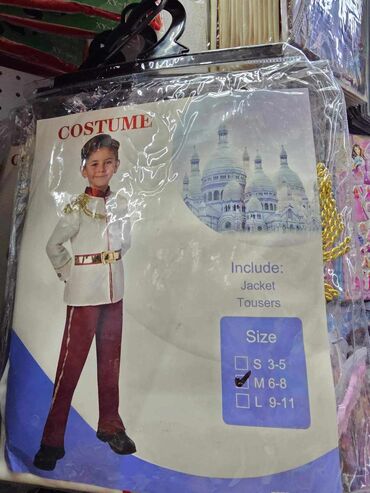 COSTUME
Include:
Jacket
Tousers
Size
S 3-5
M 6-8
L 9-11